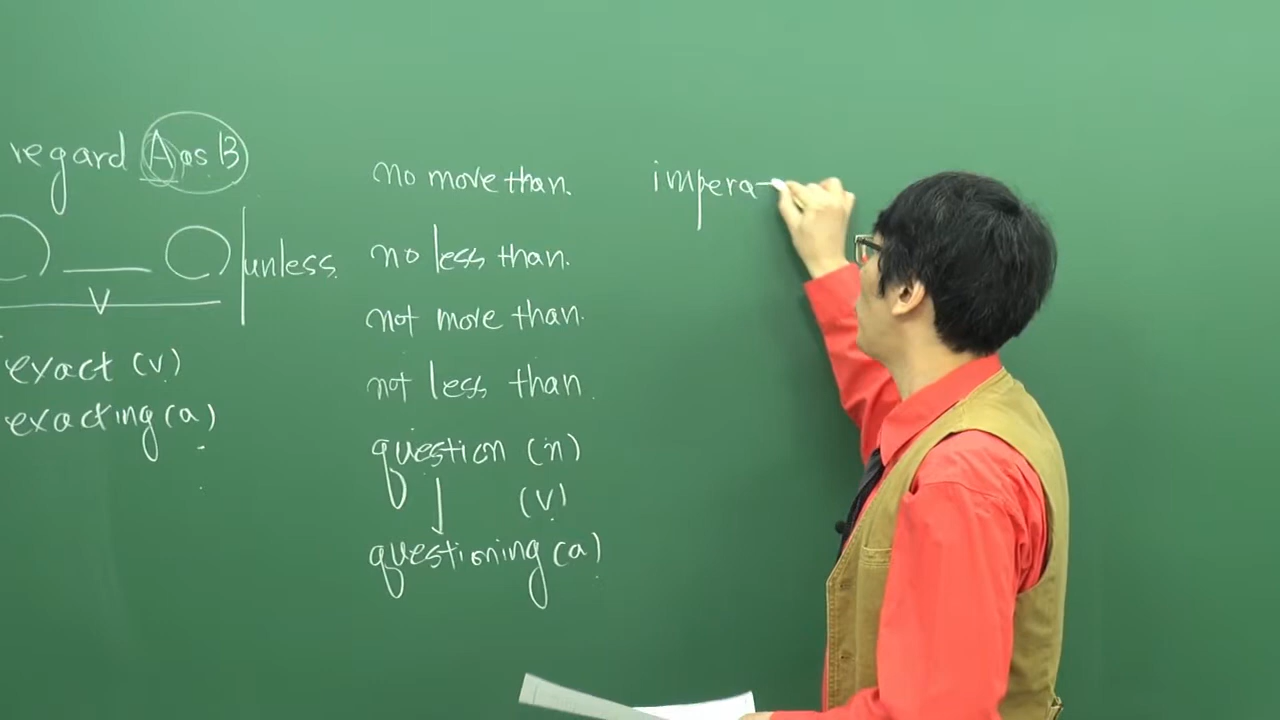 regard A as B
unless
V
exact (v)
exacting (a)
no more than.
no less than.
not more than.
not less than.
question (n)
(v)
questioning (a)
impera